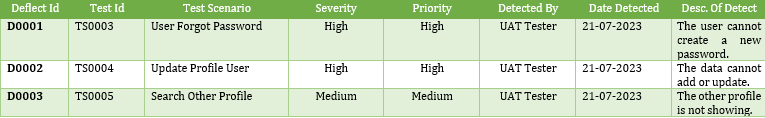 Deflect Id Test Id Test Scenario Severity Priority Detected By Date Detected Desc. Of Detect
D0001 TS0003 User Forgot Password High High UAT Tester 21-07-2023 The user cannot
create a new
password.
D0002 TS0004 Update Profile User High High UAT Tester 21-07-2023 The data cannot
add or update.
D0003 TS0005 Search Other Profile Medium Medium UAT Tester 21-07-2023 The other profile
is not showing.